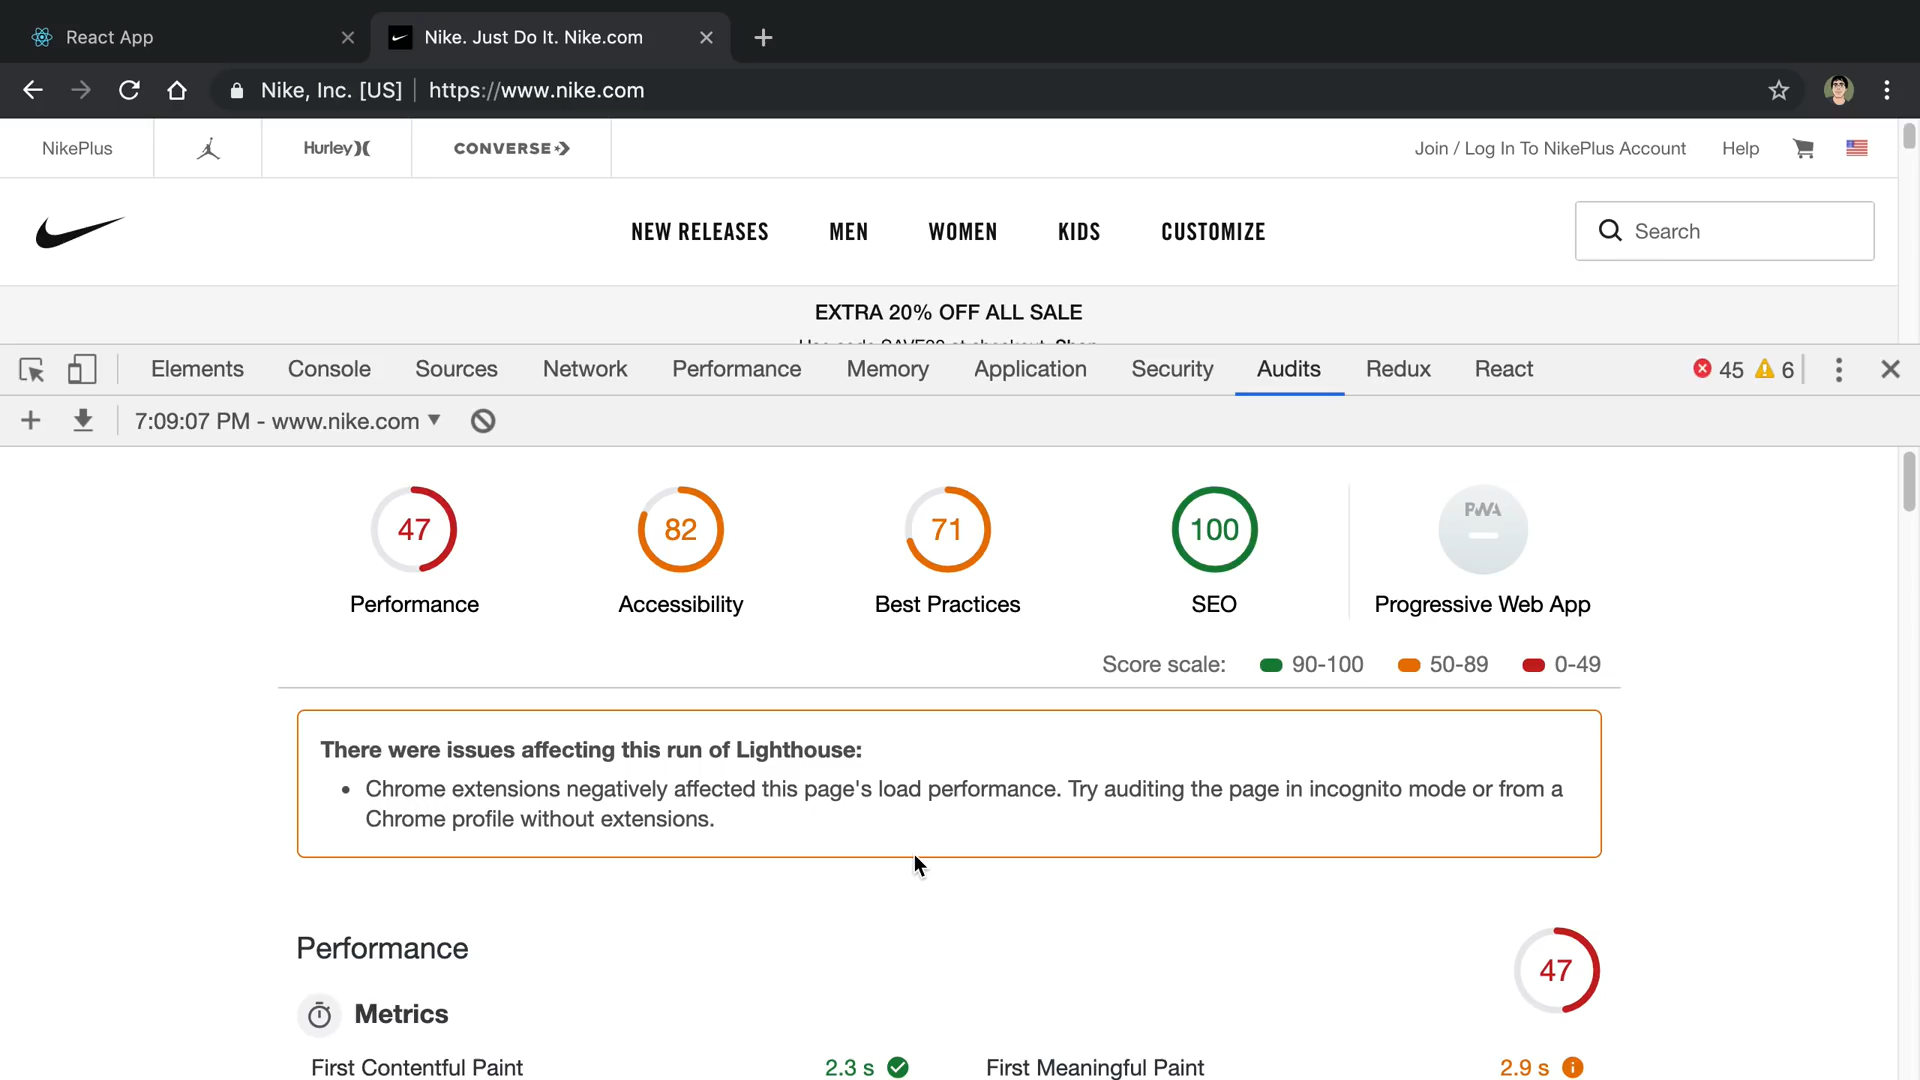 React App
Nike. Just Do It. Nike.com
Nike, Inc. [US] https://www.nike.com
NikePlus
Hurley
CONVERSE
Join / Log In To NikePlus Account
Help
NEW RELEASES MEN WOMEN KIDS CUSTOMIZE
Search
EXTRA 20% OFF ALL SALE
Elements Console Sources Network Performance Memory Application Security Audits Redux React 45 6
7:09:07 PM - www.nike.com
47 82 71 100 PWA
Performance Accessibility Best Practices SEO Progressive Web App
Score scale: 90-100 50-89 0-49
There were issues affecting this run of Lighthouse:
• Chrome extensions negatively affected this page's load performance. Try auditing the page in incognito mode or from a
Chrome profile without extensions.
Performance
47
Metrics
First Contentful Paint 2.3 s First Meaningful Paint 2.9 s